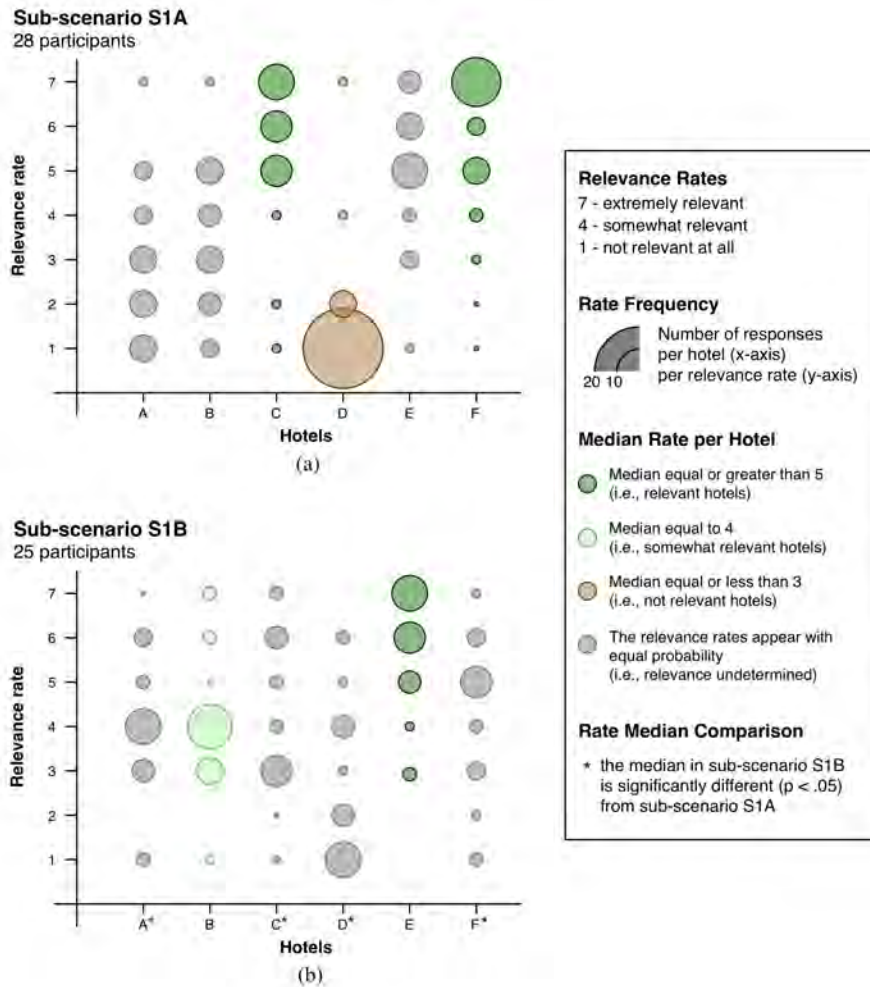 Sub-scenario S1A
28 participants
7
6
5
4
3
2
1
Relevance rate
A
B
C
D
E
F
Hotels
(a)
Sub-scenario S1B
25 participants
7
6
5
4
3
2
1
Relevance rate
A*
B
C*
D*
E
F*
Hotels
(b)
Relevance Rates
7 - extremely relevant
4 - somewhat relevant
1 - not relevant at all
Rate Frequency
20 10
Number of responses
per hotel (x-axis)
per relevance rate (y-axis)
Median Rate per Hotel
Median equal or greater than 5
(i.e., relevant hotels)
Median equal to 4
(i.e., somewhat relevant hotels)
Median equal or less than 3
(i.e., not relevant hotels)
The relevance rates appear with
equal probability
(i.e., relevance undetermined)
Rate Median Comparison
* the median in sub-scenario S1B
is significantly different (p < .05)
from sub-scenario S1A